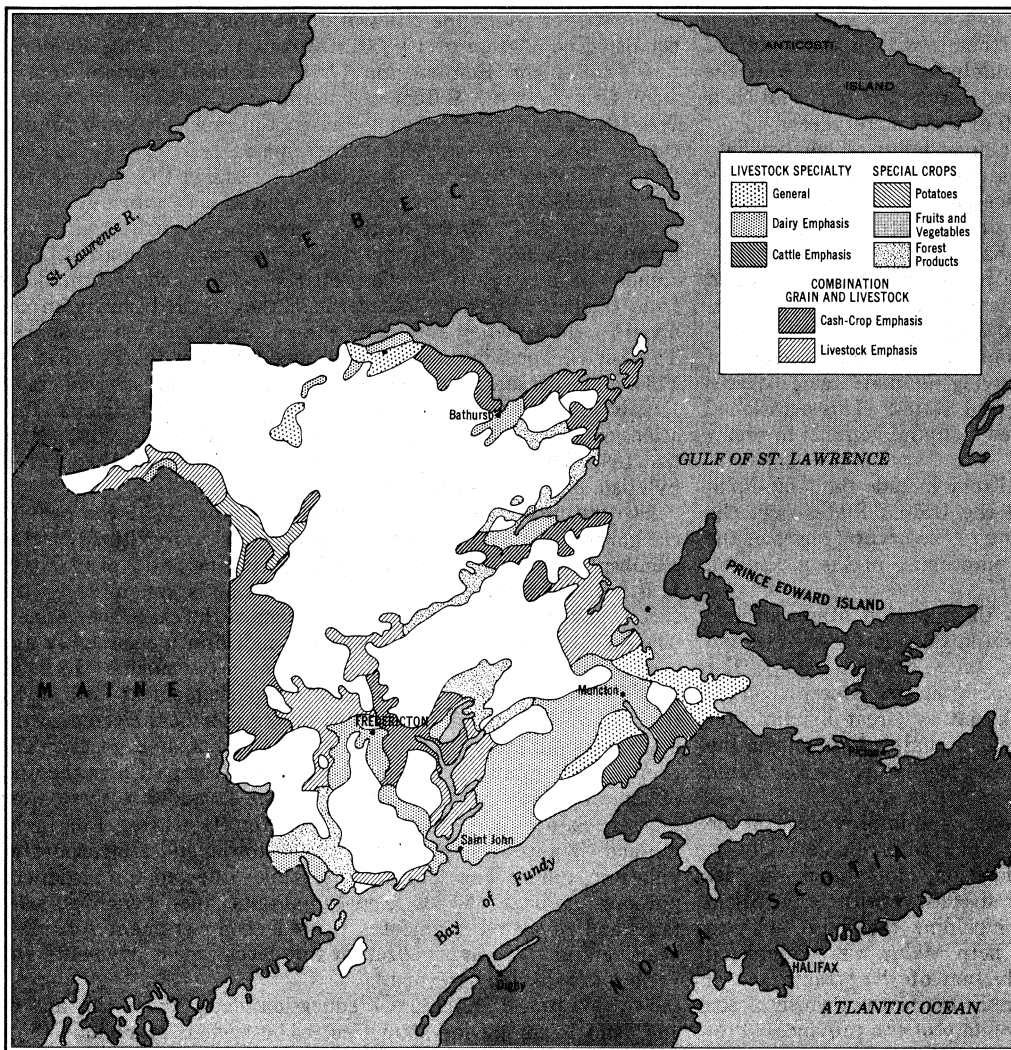 ANTICOSTI
ISLAND
St. Lawrence R.
QUEBEC
LIVESTOCK SPECIALTY
General
Dairy Emphasis
Cattle Emphasis
SPECIAL CROPS
Potatoes
Fruits and
Vegetables
Forest
Products
COMBINATION
GRAIN AND LIVESTOCK
Cash-Crop Emphasis
Livestock Emphasis
Bathurst
GULF OF ST. LAWRENCE
PRINCE EDWARD ISLAND
MAINE
Moncton
FREDERICTON
Saint John
Bay of Fundy
NOVA SCOTIA
Digby
HALIFAX
ATLANTIC OCEAN